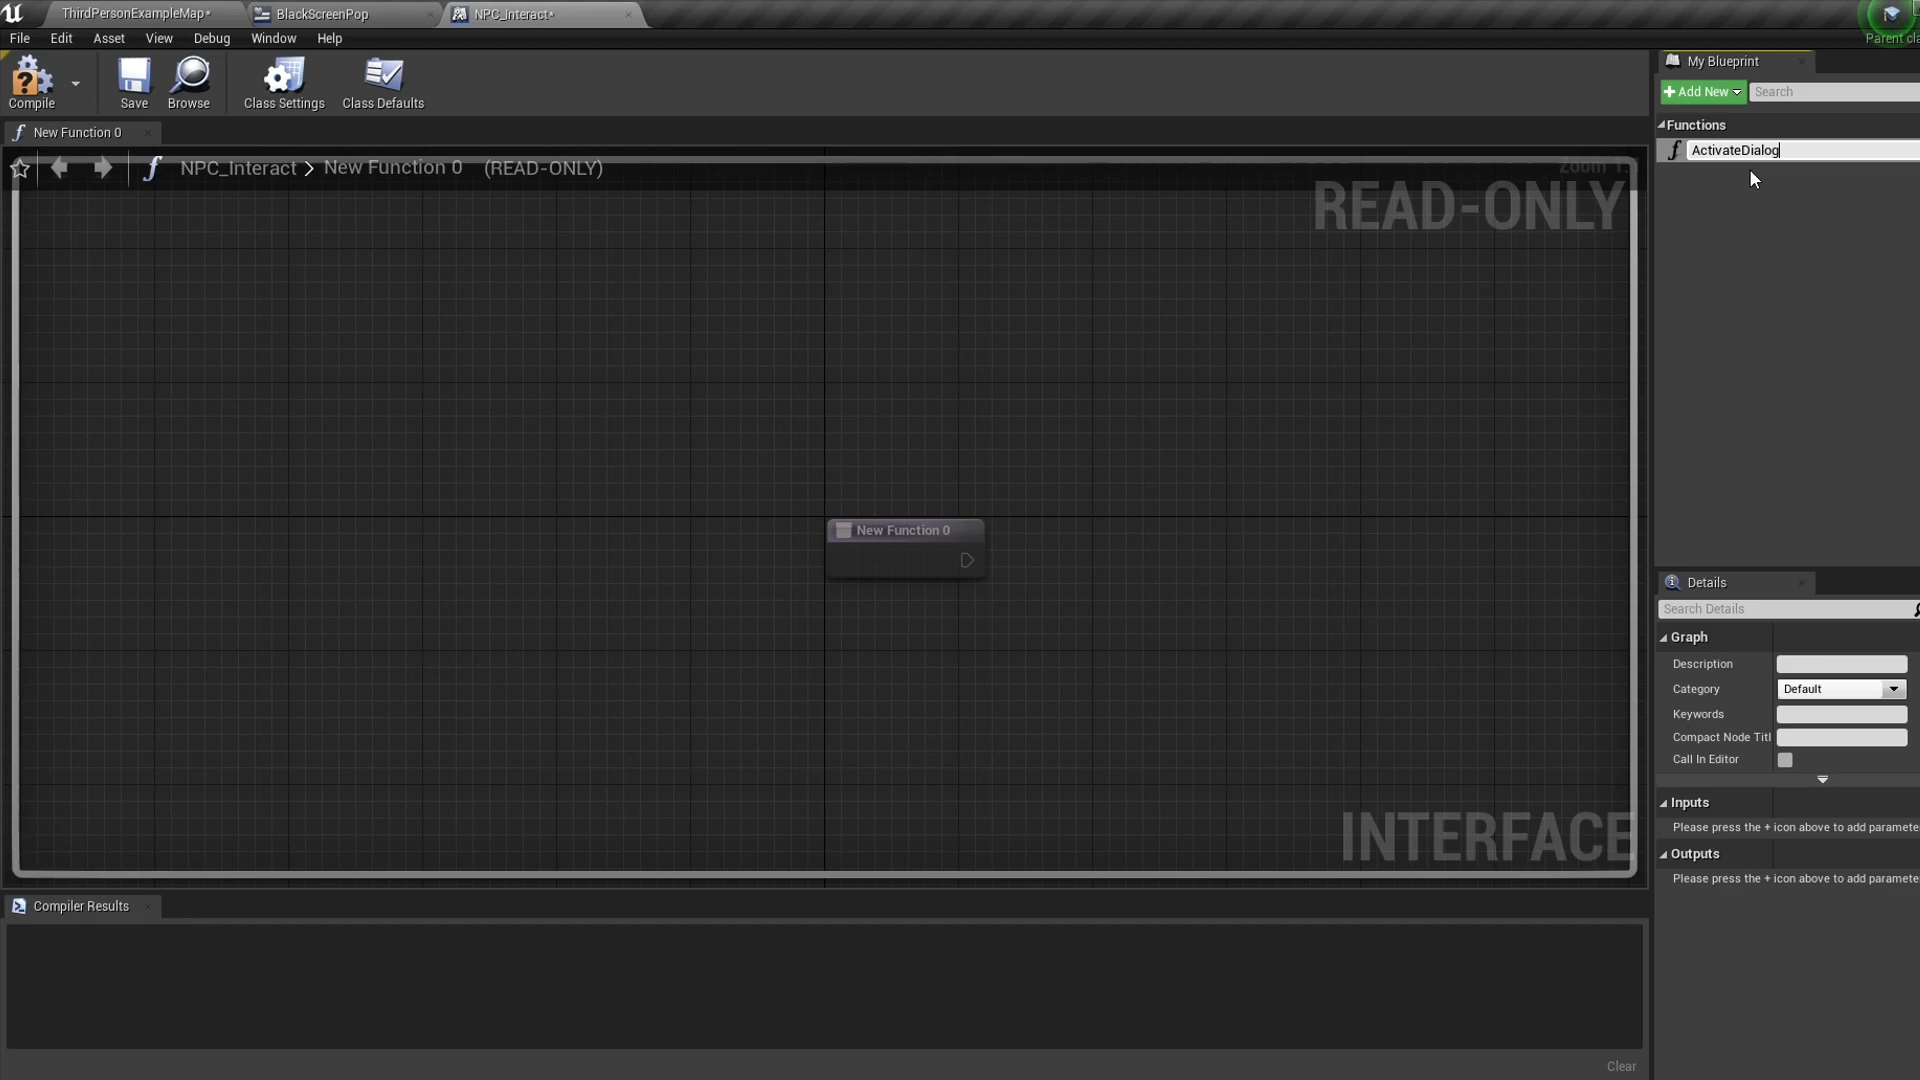 ThirdPersonExampleMap*
BlackScreenPop
NPC_Interact*
Parent cla
File Edit Asset View Debug Window Help
Compile
Save
Browse
Class Settings
Class Defaults
My Blueprint
+ Add New
Search
Functions
ActivateDialog
New Function 0
NPC_Interact > New Function 0 (READ-ONLY)
Zoom 1:
READ-ONLY
New Function 0
INTERFACE
Details
Search Details
Graph
Description
Category Default
Keywords
Compact Node Titl
Call In Editor
Inputs
Please press the + icon above to add paramete
Outputs
Please press the + icon above to add paramete
Compiler Results
Clear